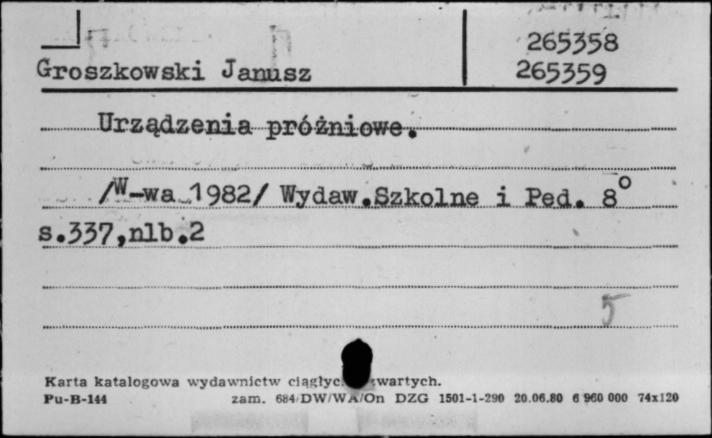 265358
Groszkowski Janusz 265359
Urządzenia próżniowe.
/W-wa 1982/ Wydaw.Szkolne i Ped. 8°
s.337,nlb.2
5
Karta katalogowa wydawnictw wartych.
Pu-B-144 zam. 684/DW/WA/On DZG 1501-1-290 20.06.80 6 960 000 74x120